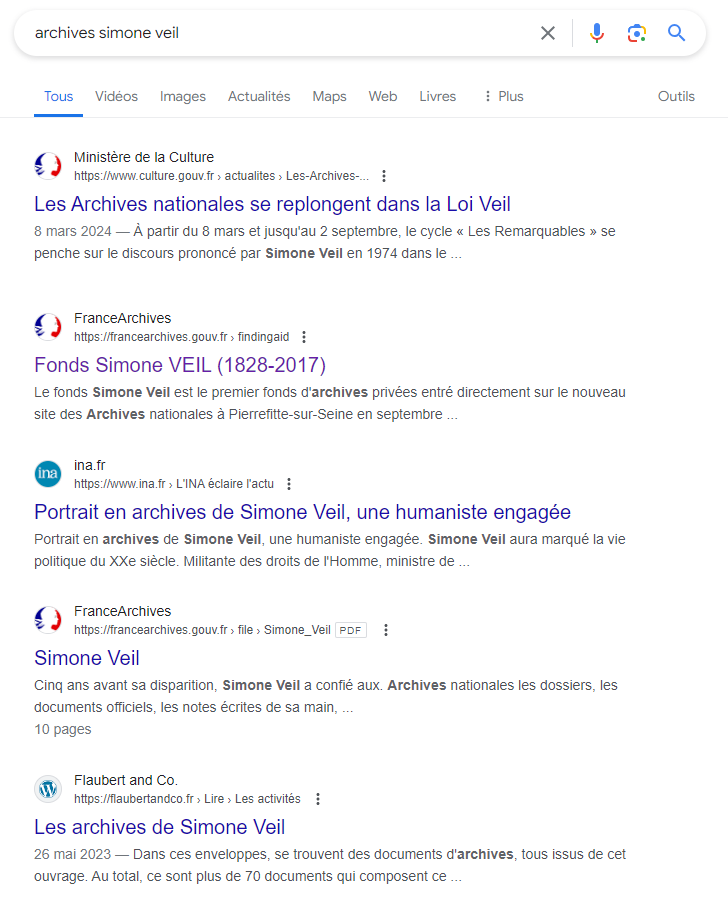 archives simone veil
Tous Vidéos Images Actualités Maps Web Livres Plus Outils
Ministère de la Culture
https://www.culture.gouv.fr › actualites › Les-Archives-...
Les Archives nationales se replongent dans la Loi Veil
8 mars 2024 — À partir du 8 mars et jusqu'au 2 septembre, le cycle « Les Remarquables » se
penche sur le discours prononcé par Simone Veil en 1974 dans le ...
FranceArchives
https://francearchives.gouv.fr › findingaid
Fonds Simone VEIL (1828-2017)
Le fonds Simone Veil est le premier fonds d'archives privées entré directement sur le nouveau
site des Archives nationales à Pierrefitte-sur-Seine en septembre ...
ina
ina.fr
https://www.ina.fr › L'INA éclaire l'actu
Portrait en archives de Simone Veil, une humaniste engagée
Portrait en archives de Simone Veil, une humaniste engagée. Simone Veil aura marqué la vie
politique du XXe siècle. Militante des droits de l'Homme, ministre de ...
FranceArchives
https://francearchives.gouv.fr › file › Simone_Veil PDF
Simone Veil
Cinq ans avant sa disparition, Simone Veil a confié aux. Archives nationales les dossiers, les
documents officiels, les notes écrites de sa main, ...
10 pages
Flaubert and Co.
https://flaubertandco.fr › Lire › Les activités
Les archives de Simone Veil
26 mai 2023 — Dans ces enveloppes, se trouvent des documents d'archives, tous issus de cet
ouvrage. Au total, ce sont plus de 70 documents qui composent ce ...